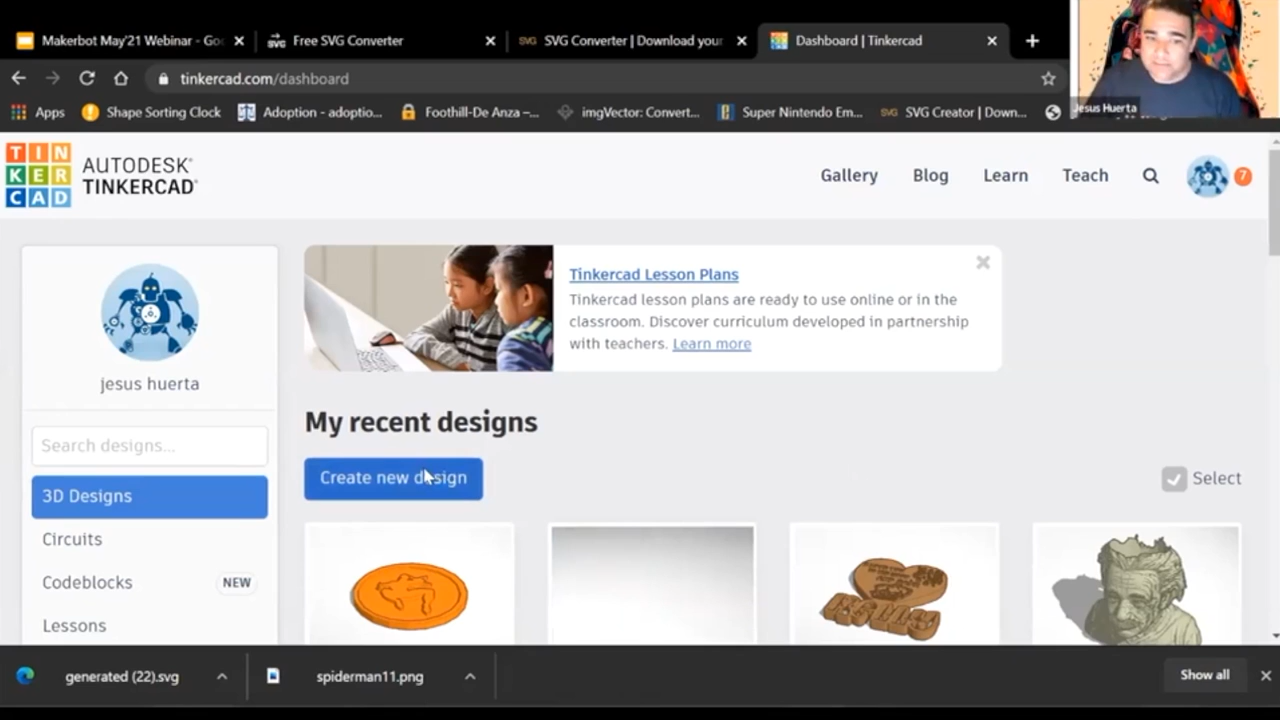 Makerbot May'21 Webinar - Goo
Free SVG Converter
SVG Converter | Download your
Dashboard | Tinkercad
tinkercad.com/dashboard
Jesus Huerta
Apps
Shape Sorting Clock
Adoption - adoptio...
Foothill-De Anza –...
imgVector: Convert...
Super Nintendo Em...
SVG Creator | Down...
TIN
KER
CAD
AUTODESK®
TINKERCAD®
Gallery
Blog
Learn
Teach
7
jesus huerta
Search designs...
3D Designs
Circuits
Codeblocks
NEW
Lessons
Tinkercad Lesson Plans
Tinkercad lesson plans are ready to use online or in the
classroom. Discover curriculum developed in partnership
with teachers. Learn more
My recent designs
Create new design
Select
generated (22).svg
spiderman11.png
Show all